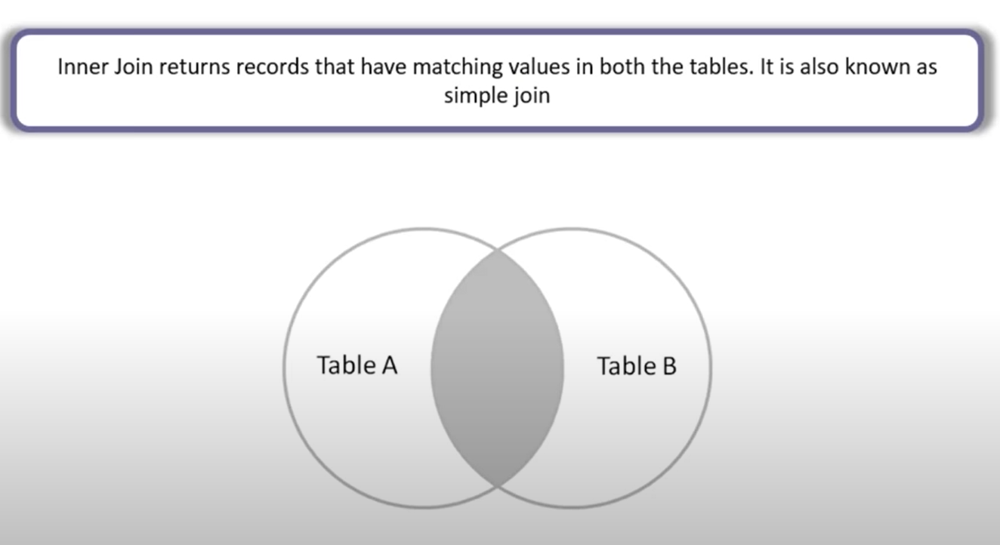 Inner Join returns records that have matching values in both the tables. It is also known as
simple join
Table A
Table B